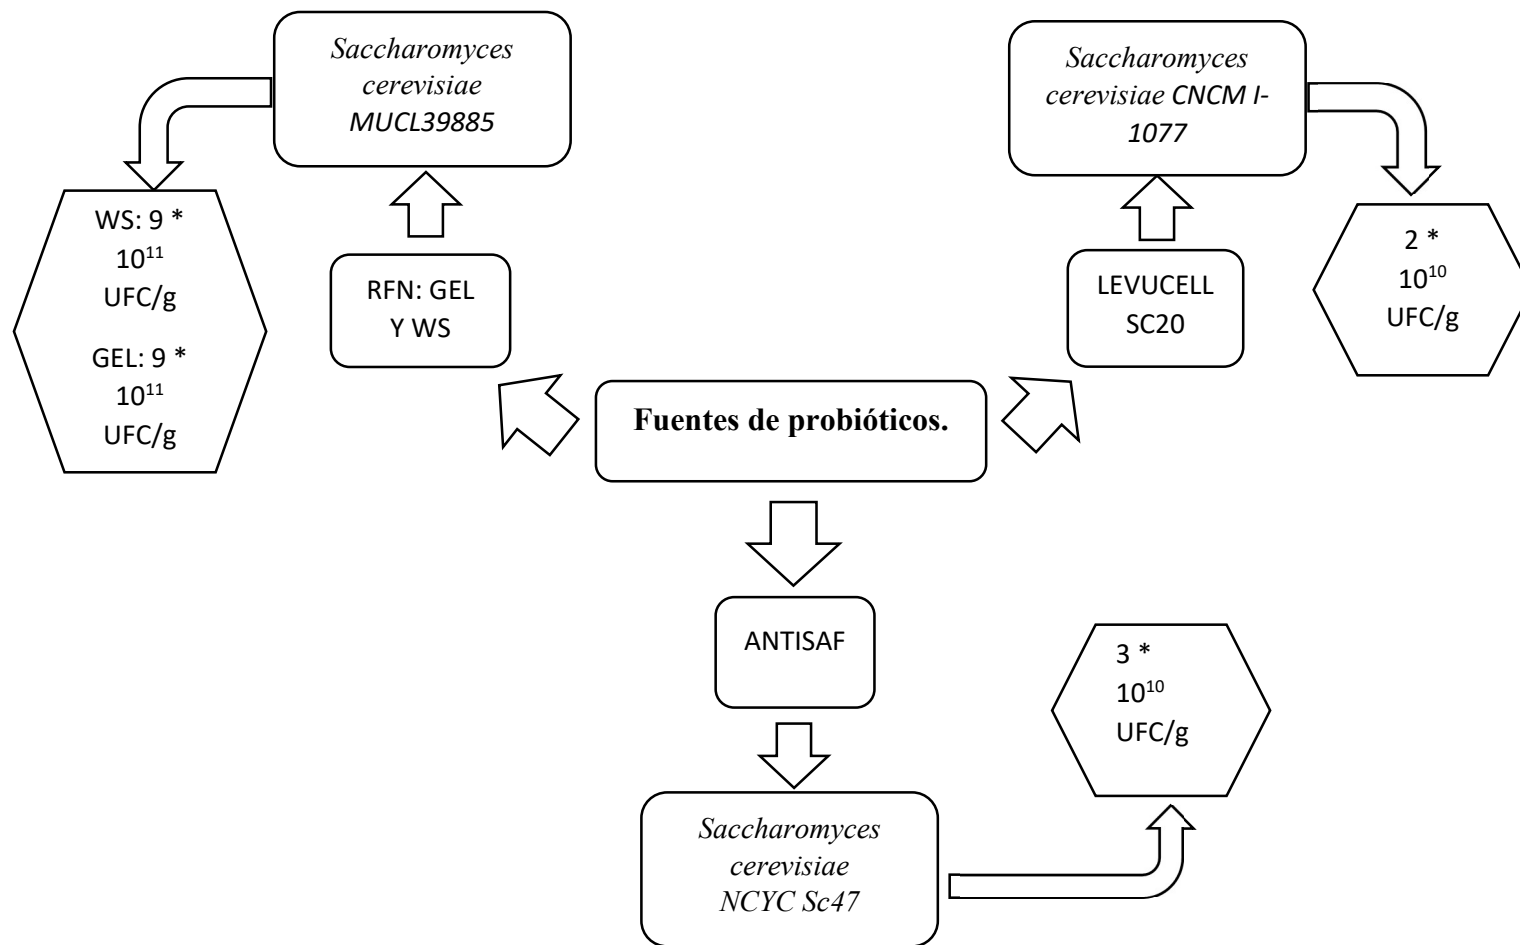 Saccharomyces
cerevisiae
MUCL39885
Saccharomyces
cerevisiae CNCM I-
1077
WS: 9 *
10¹¹
UFC/g
GEL: 9 *
10¹¹
UFC/g
RFN: GEL
Y WS
LEVUCELL
SC20
2 *
10¹⁰
UFC/g
Fuentes de probióticos.
ANTISAF
3 *
10¹⁰
UFC/g
Saccharomyces
cerevisiae
NCYC Sc47